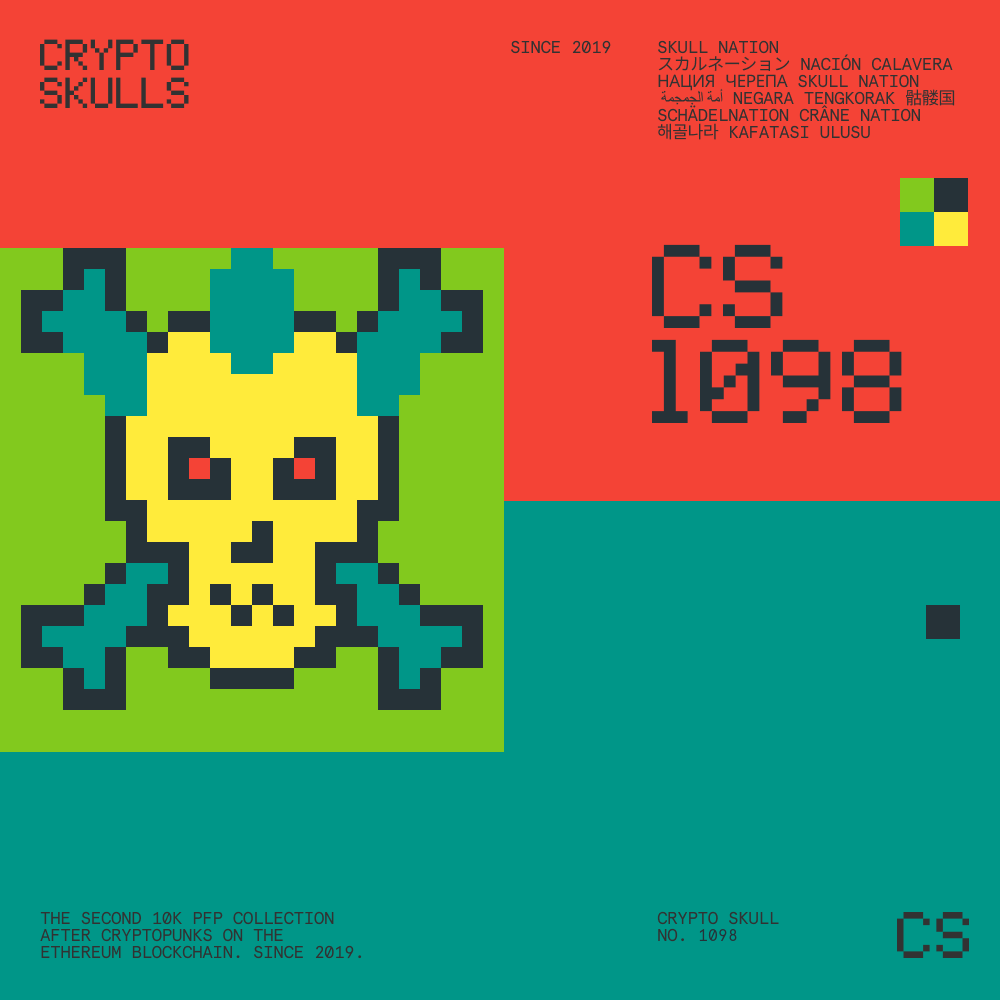 CRYPTO
SKULLS
SINCE 2019
SKULL NATION
スカルネーション NACIÓN CALAVERA
НАЦИЯ ЧЕРЕПА SKULL NATION
أمة الجمجمة NEGARA TENGKORAK 骷髅国
SCHÄDELNATION CRÂNE NATION
해골나라 KAFATASI ULUSU
CS
1098
THE SECOND 10K PFP COLLECTION
AFTER CRYPTOPUNKS ON THE
ETHEREUM BLOCKCHAIN. SINCE 2019.
CRYPTO SKULL
NO. 1098
CS